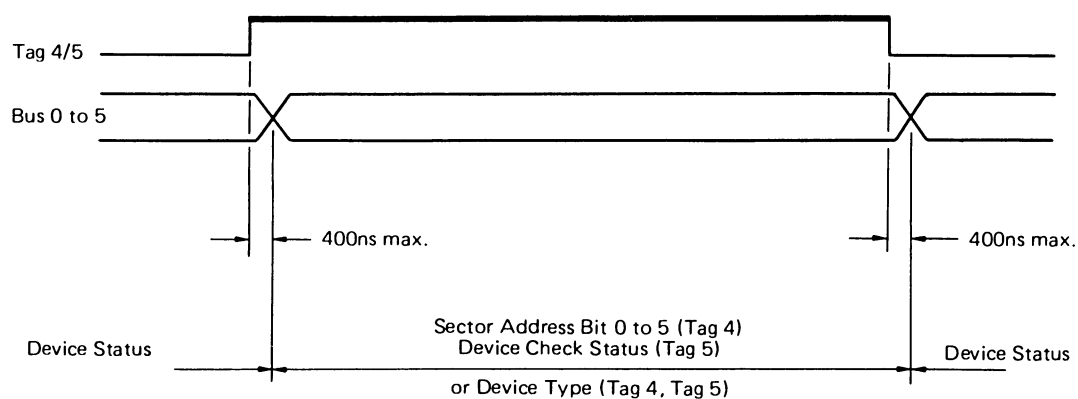 Tag 4/5
Bus 0 to 5
400ns max.
400ns max.
Sector Address Bit 0 to 5 (Tag 4)
Device Status
Device Check Status (Tag 5)
Device Status
or Device Type (Tag 4, Tag 5)